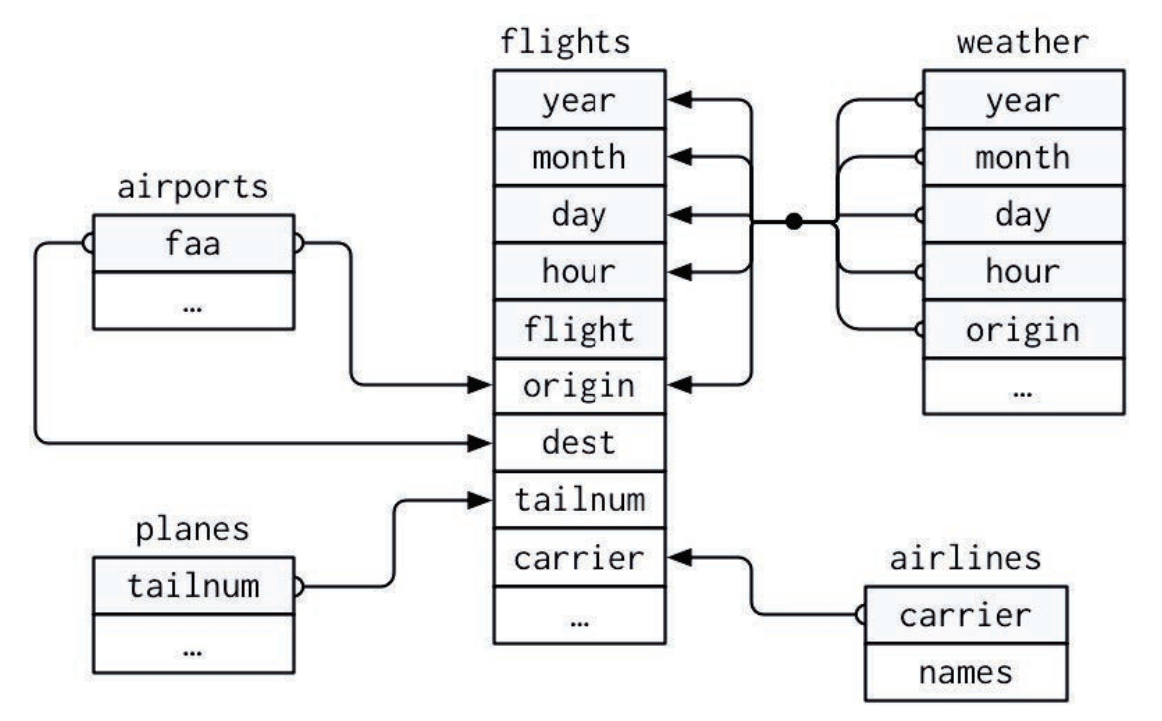 flights
year
month
day
hour
flight
origin
dest
tailnum
carrier
…
weather
year
month
day
hour
origin
…
airports
faa
…
planes
tailnum
…
airlines
carrier
names